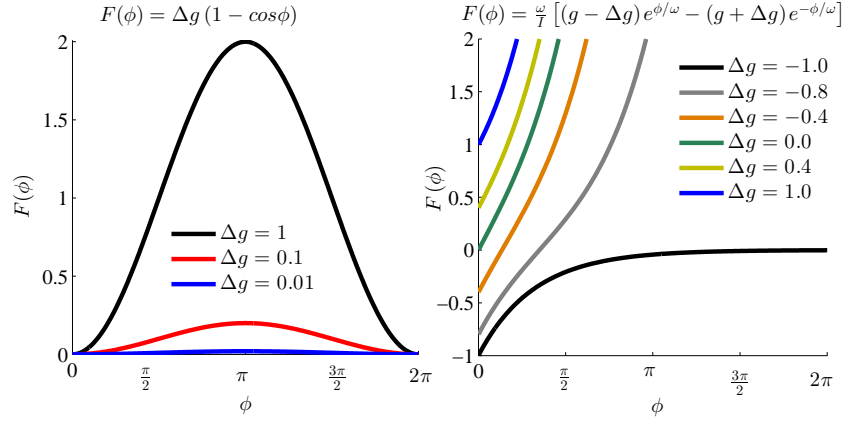 F(ϕ) = Δg (1 − cosϕ)
2
1.5
1
0.5
0
F(ϕ)
Δg = 1
Δg = 0.1
Δg = 0.01
0
π/2
π
3π/2
2π
ϕ
F(ϕ) = ω/I [(g − Δg) e^{ϕ/ω} − (g + Δg) e^{−ϕ/ω}]
2
1.5
1
0.5
0
−0.5
−1
F(ϕ)
Δg = −1.0
Δg = −0.8
Δg = −0.4
Δg = 0.0
Δg = 0.4
Δg = 1.0
0
π/2
π
3π/2
2π
ϕ